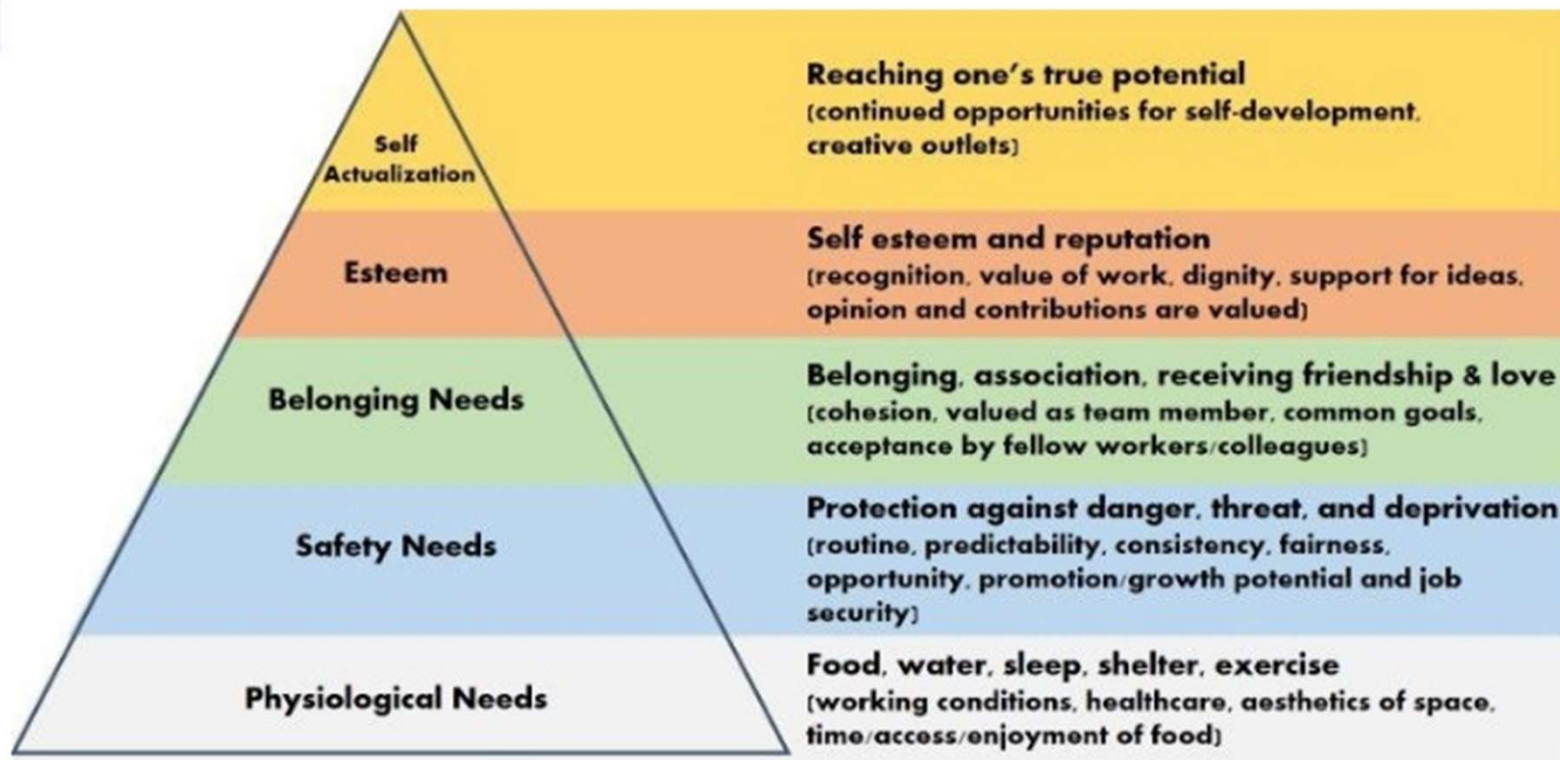 Self
Actualization
Reaching one's true potential
(continued opportunities for self-development,
creative outlets)
Esteem
Self esteem and reputation
(recognition, value of work, dignity, support for ideas,
opinion and contributions are valued)
Belonging Needs
Belonging, association, receiving friendship & love
(cohesion, valued as team member, common goals,
acceptance by fellow workers/colleagues)
Safety Needs
Protection against danger, threat, and deprivation
(routine, predictability, consistency, fairness,
opportunity, promotion/growth potential and job
security)
Physiological Needs
Food, water, sleep, shelter, exercise
(working conditions, healthcare, aesthetics of space,
time/access/enjoyment of food)